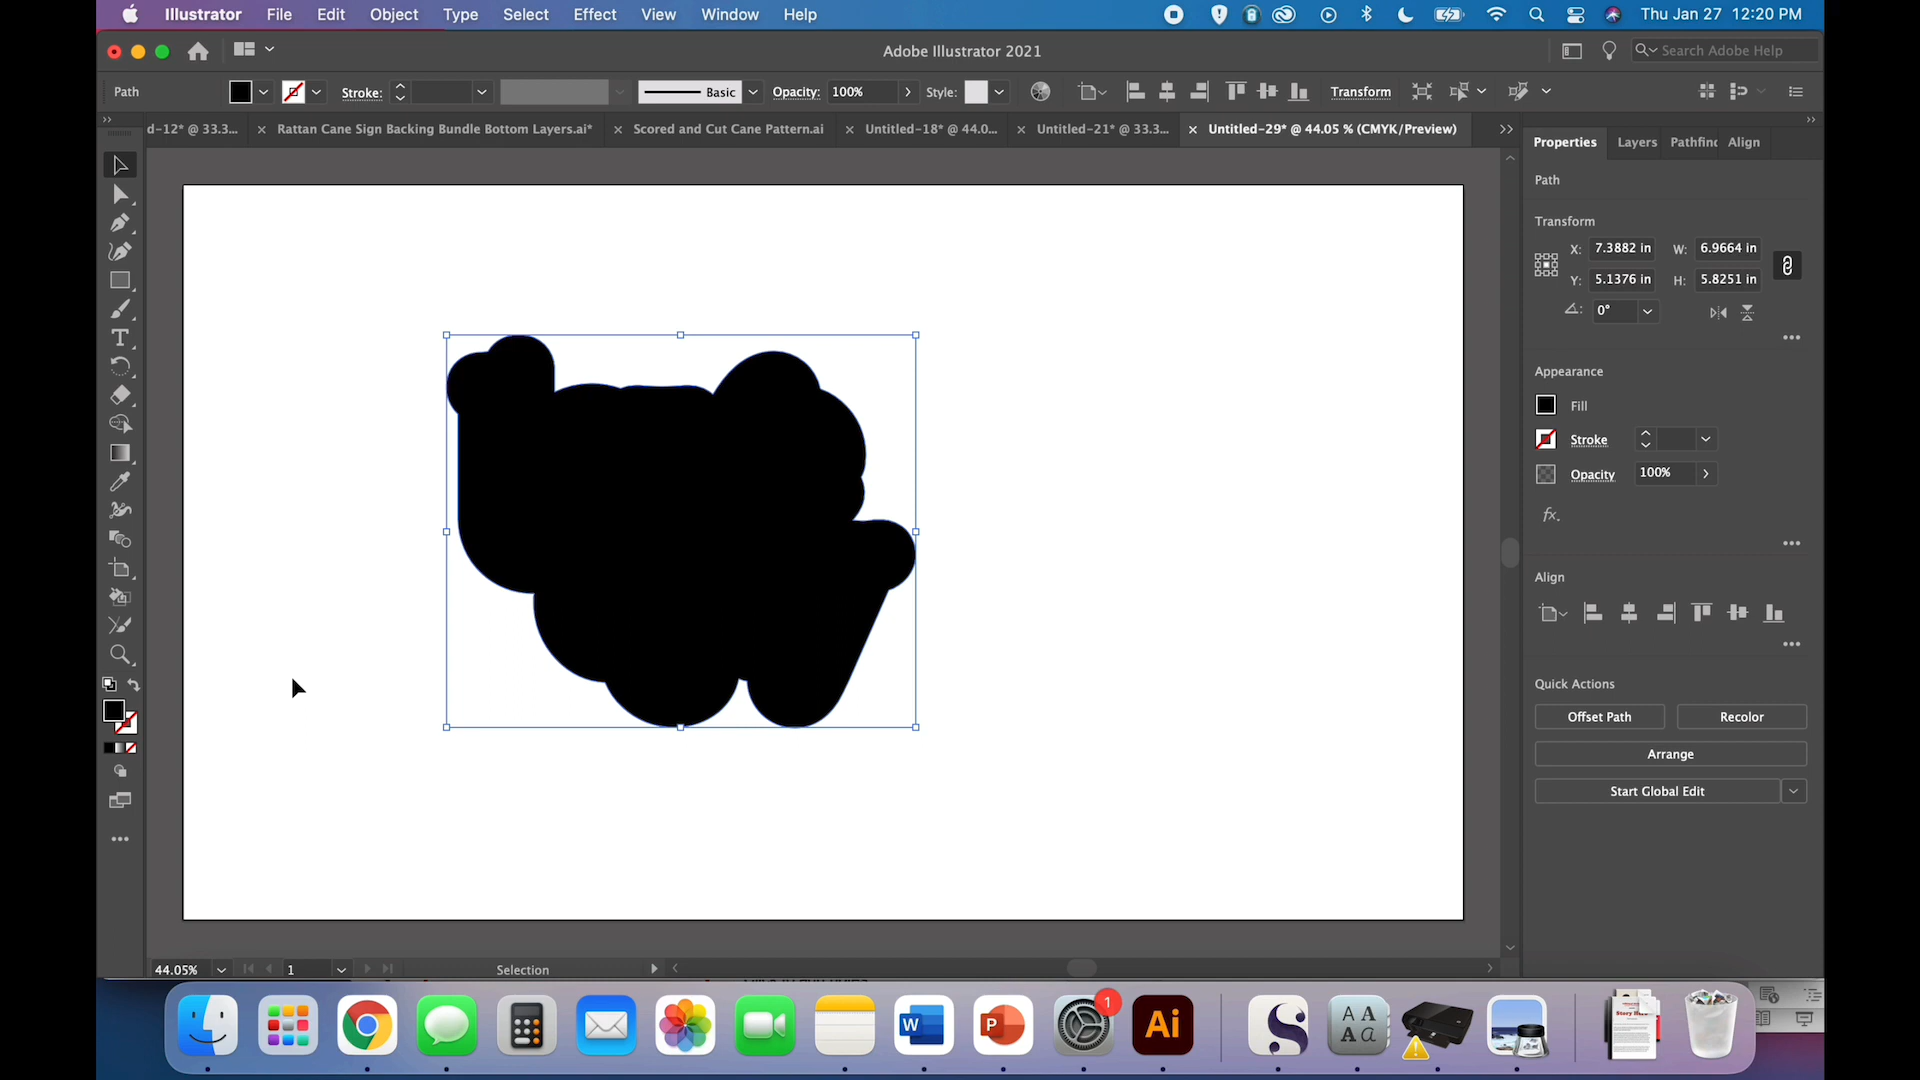 Illustrator File Edit Object Type Select Effect View Window Help Thu Jan 27 12:20 PM
Adobe Illustrator 2021
Search Adobe Help
Path Stroke: Basic Opacity: 100% Style: Transform
d-12* @ 33.3... Rattan Cane Sign Backing Bundle Bottom Layers.ai* Scored and Cut Cane Pattern.ai Untitled-18* @ 44.0... Untitled-21* @ 33.3... Untitled-29* @ 44.05 % (CMYK/Preview)
Properties Layers Pathfinc Align
Path
Transform
X: 7.3882 in W: 6.9664 in
Y: 5.1376 in H: 5.8251 in
0°
Appearance
Fill
Stroke
Opacity 100%
fx.
Align
Quick Actions
Offset Path Recolor
Arrange
Start Global Edit
44.05% 1 Selection
1
W P Ai
A A
A a